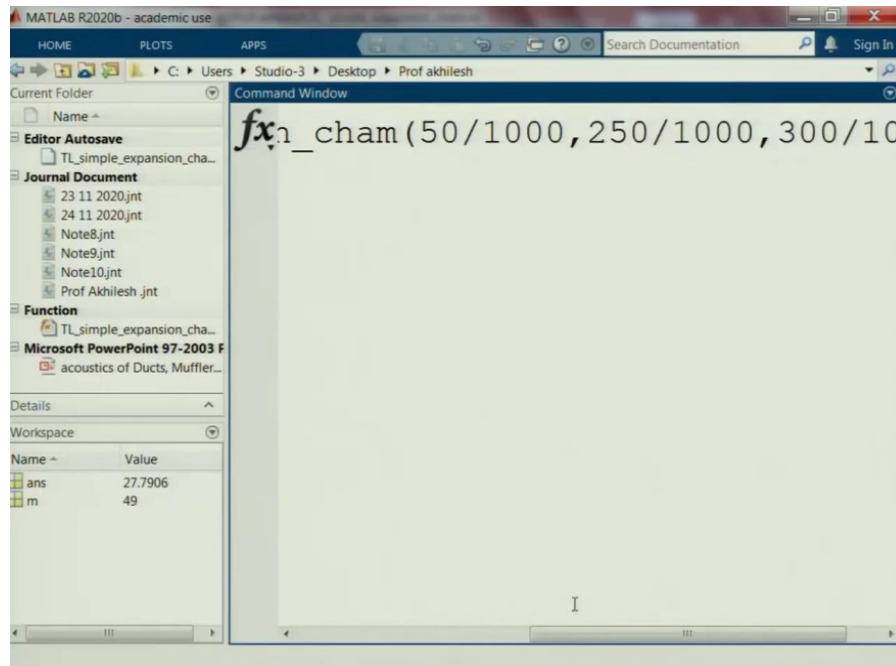 MATLAB R2020b - academic use
HOME PLOTS APPS Search Documentation Sign In
C: Users Studio-3 Desktop Prof akhilesh
Current Folder
Name
Editor Autosave
TL_simple_expansion_cha...
Journal Document
23 11 2020.jnt
24 11 2020.jnt
Note8.jnt
Note9.jnt
Note10.jnt
Prof Akhilesh .jnt
Function
TL_simple_expansion_cha...
Microsoft PowerPoint 97-2003 P
acoustics of Ducts, Muffler...
Details
Workspace
Name Value
ans 27.7906
m 49
Command Window
fx n_cham(50/1000,250/1000,300/10